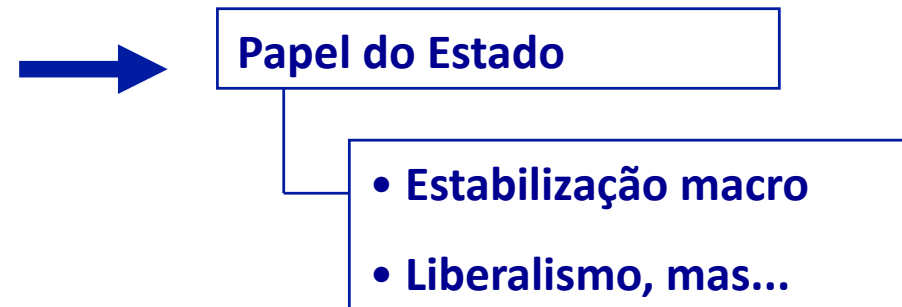 Papel do Estado
• Estabilização macro
• Liberalismo, mas...